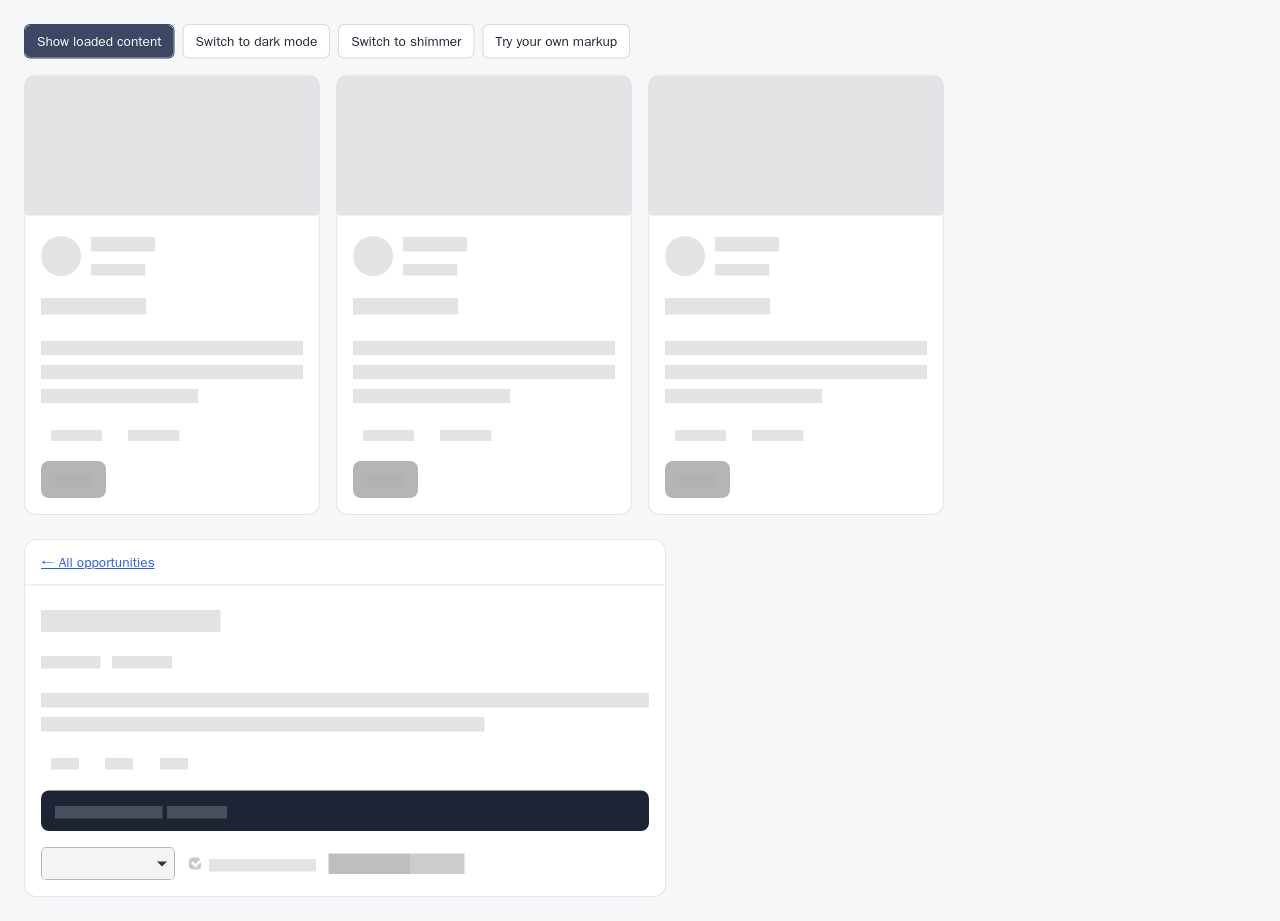 Show loaded content
Switch to dark mode
Switch to shimmer
Try your own markup
← All opportunities